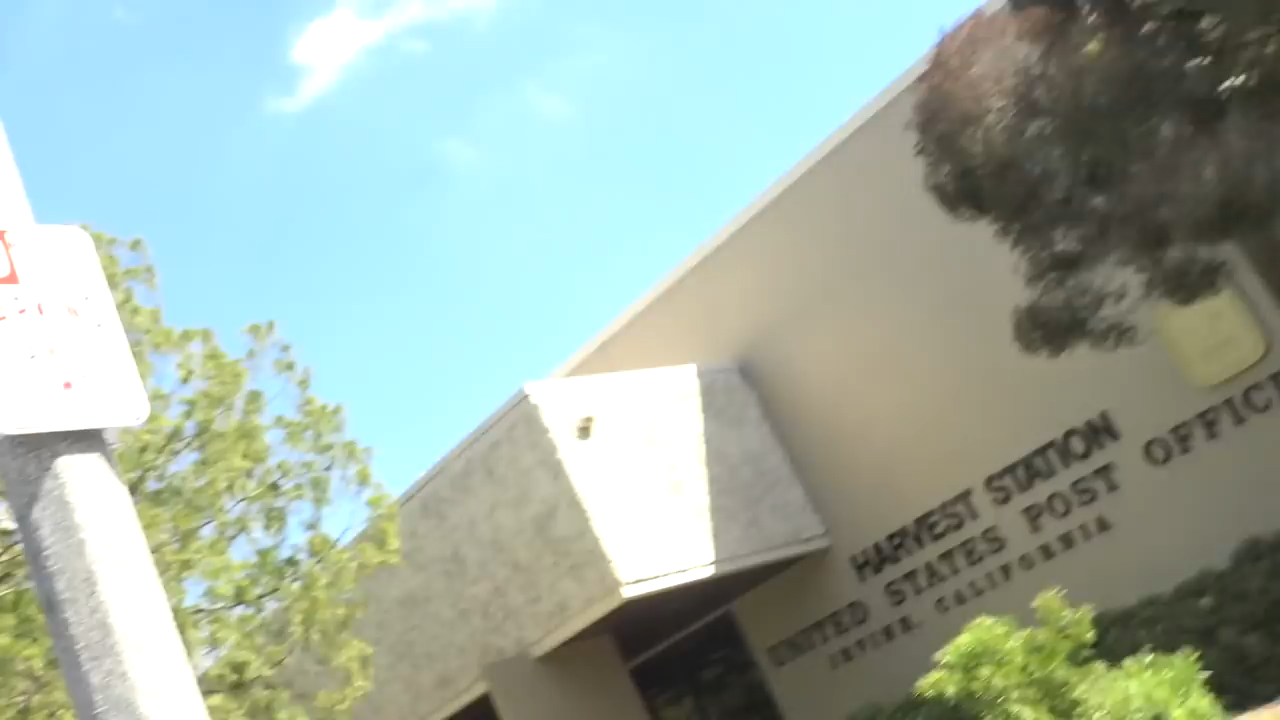 HARVEST STATION
UNITED STATES POST OFFICE
IRVINE, CALIFORNIA